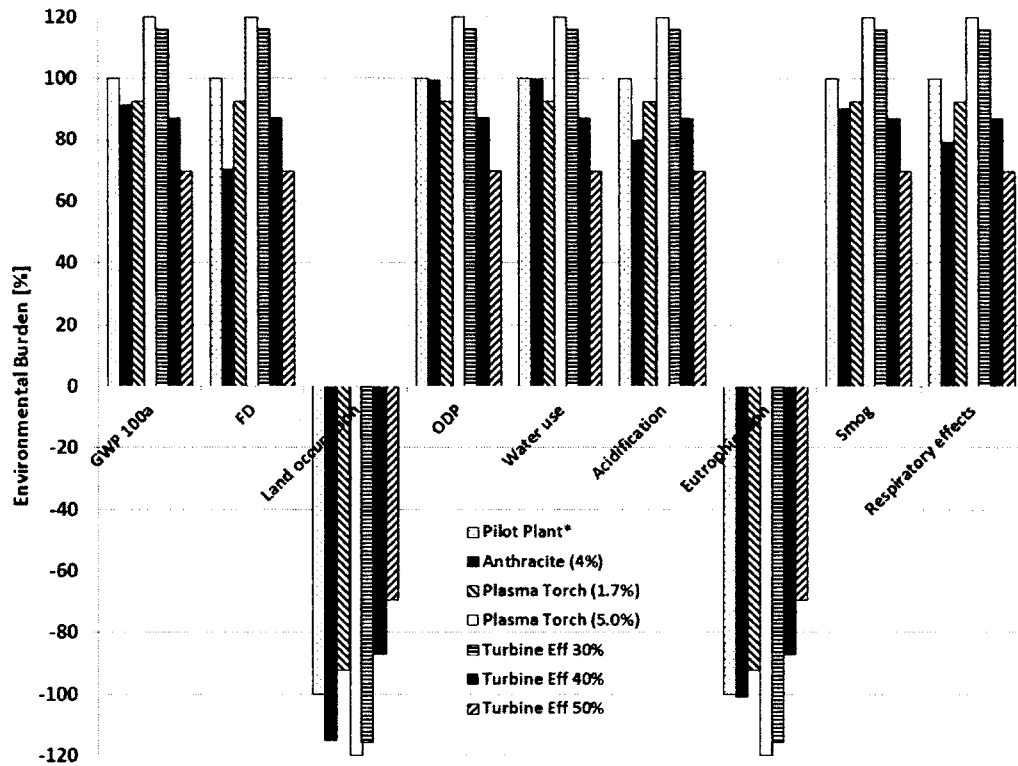 120
100
80
60
40
20
0
-20
-40
-60
-80
-100
-120
Environmental Burden [%]
GWP 100a
FD
Land
ODP
Water use
Acidification
Smog
Respiratory effects
Pilot Plant*
Anthracite (4%)
Plasma Torch (1.7%)
Plasma Torch (5.0%)
Turbine Eff 30%
Turbine Eff 40%
Turbine Eff 50%